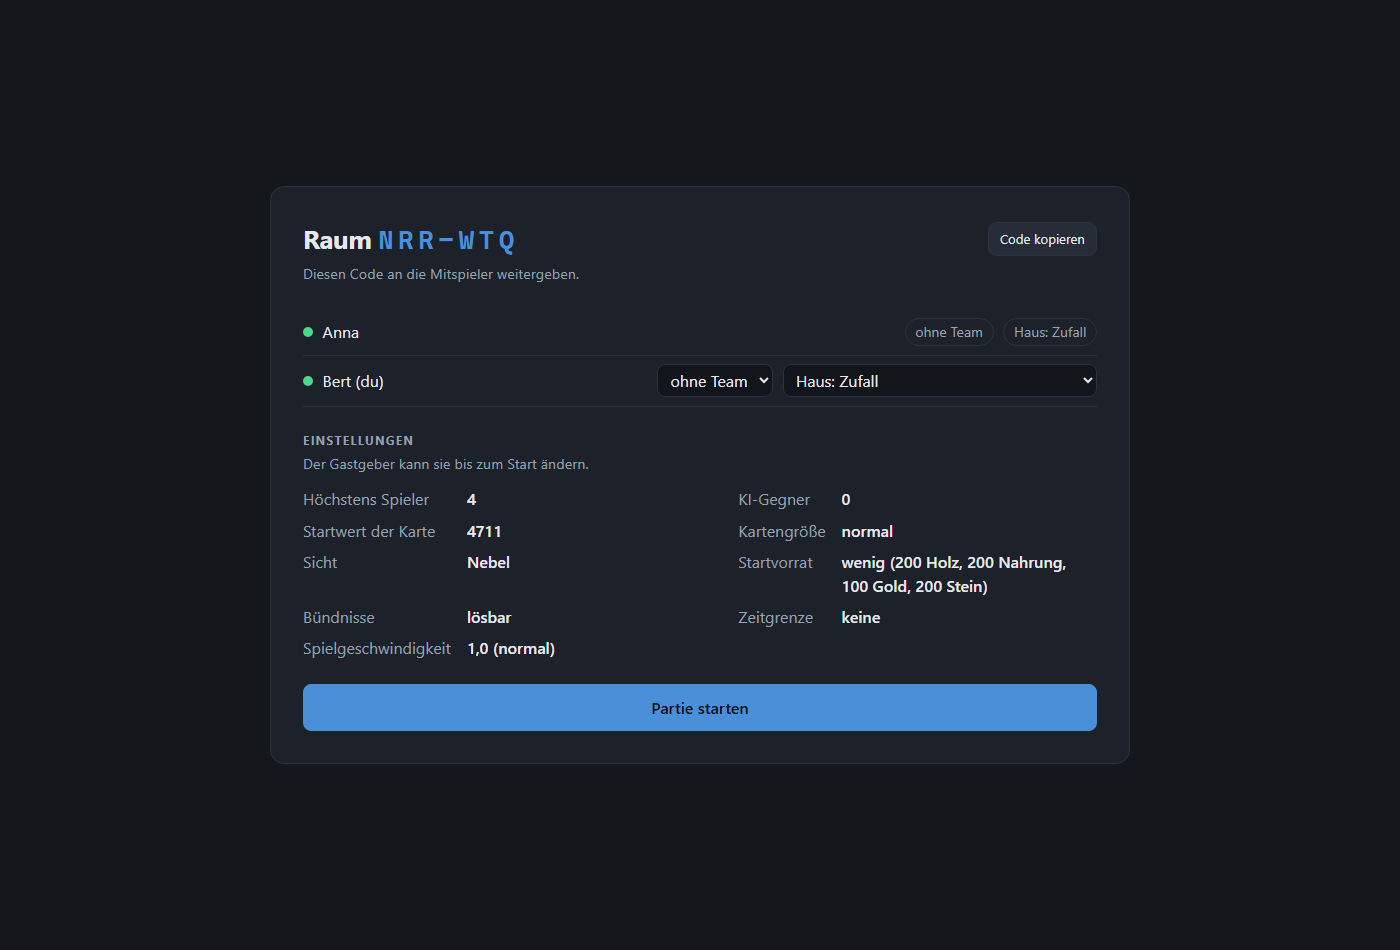 Raum NRR-WTQ
Code kopieren
Diesen Code an die Mitspieler weitergeben.
Anna
ohne Team
Haus: Zufall
Bert (du)
ohne Team
Haus: Zufall
EINSTELLUNGEN
Der Gastgeber kann sie bis zum Start ändern.
Höchstens Spieler 4
KI-Gegner 0
Startwert der Karte 4711
Kartengröße normal
Sicht Nebel
Startvorrat wenig (200 Holz, 200 Nahrung,
100 Gold, 200 Stein)
Bündnisse lösbar
Zeitgrenze keine
Spielgeschwindigkeit 1,0 (normal)
Partie starten